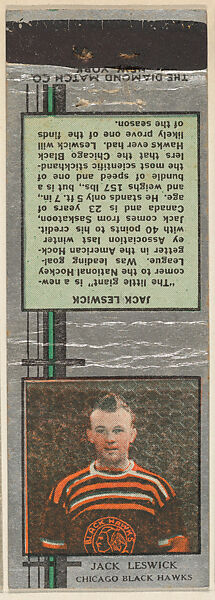 JACK LESWICK
"The little giant" is a new-
comer to the National Hockey
League. Was leading goal-
getter in the American Hock-
ey Association last winter
with 40 points to his credit.
Jack comes from Saskatoon,
Canada and is 23 years of
age. He stands only 5 ft. 7 in.,
and weighs 157 lbs., but is a
bundle of speed and one of
the most scientific stickhand-
lers that the Chicago Black
Hawks ever had. Leswick will
likely prove one of the finds
of the season.
THE DIAMOND MATCH CO.
NEW YORK
BLACK HAWKS
JACK LESWICK
CHICAGO BLACK HAWKS